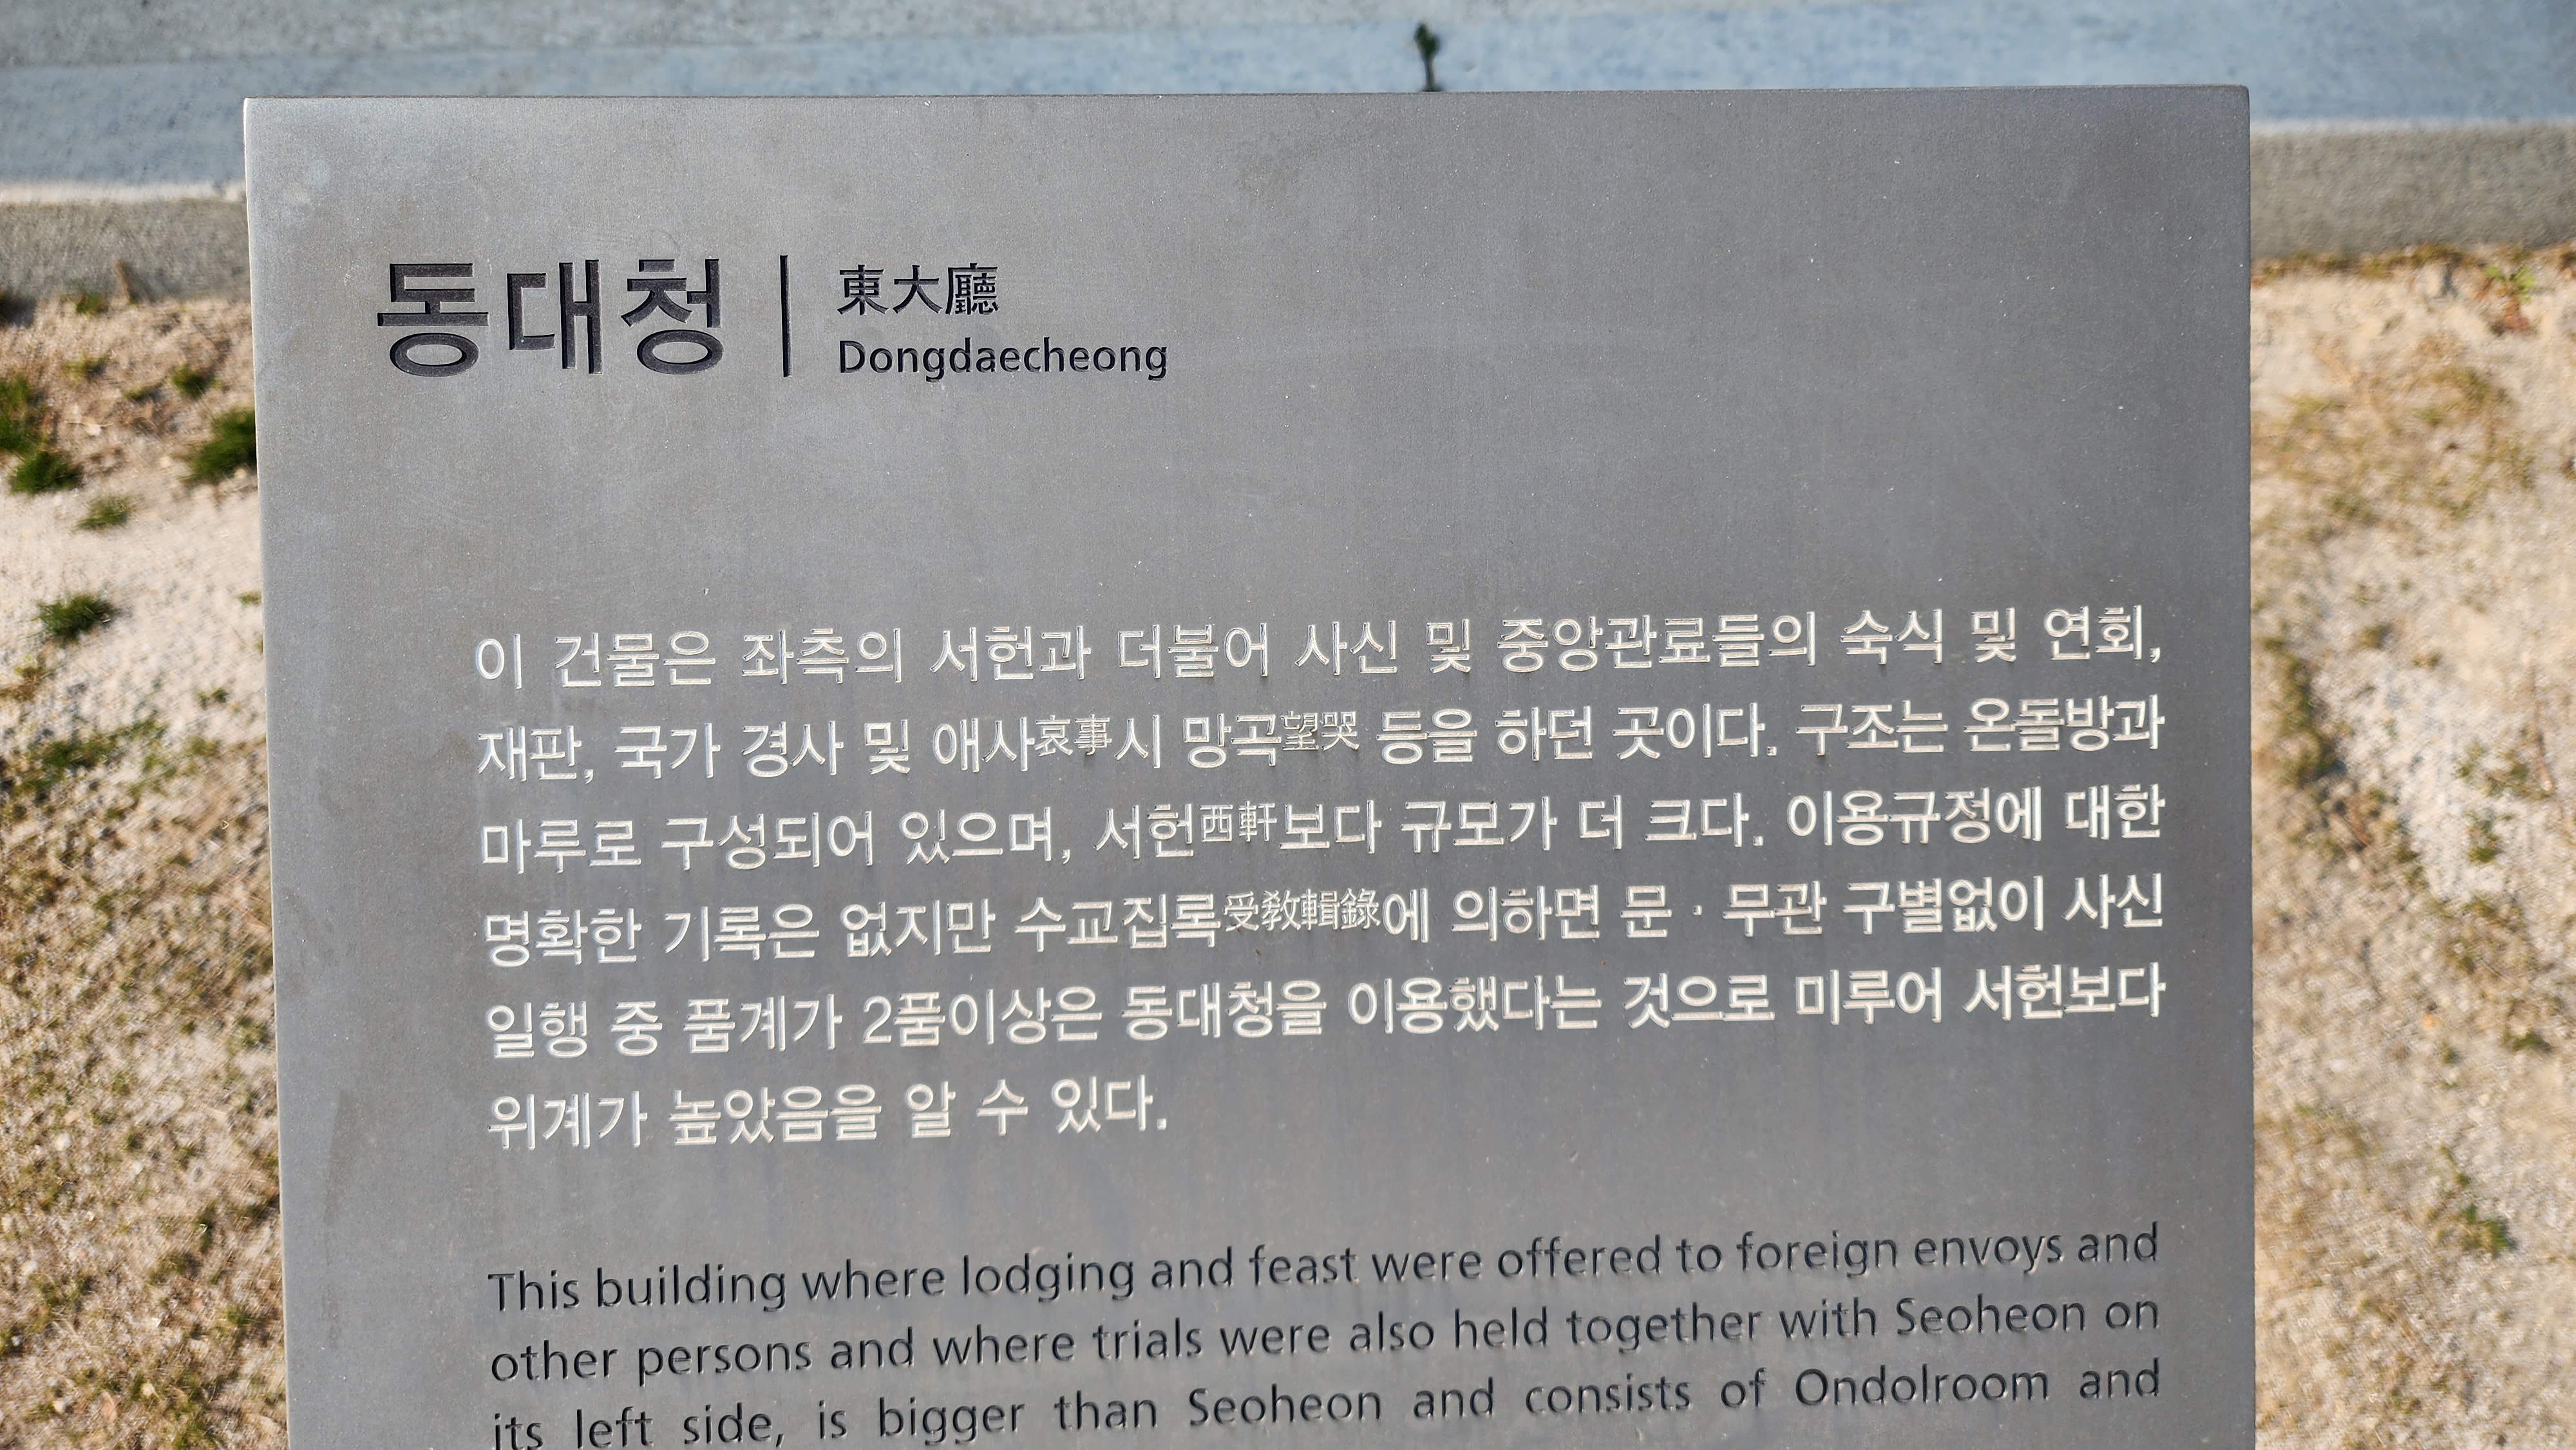 동대청 | 東大廳
Dongdaecheong
이 건물은 좌측의 서헌과 더불어 사신 및 중앙관료들의 숙식 및 연회,
재판, 국가 경사 및 애사哀事시 망곡望哭 등을 하던 곳이다. 구조는 온돌방과
마루로 구성되어 있으며, 서헌西軒보다 규모가 더 크다. 이용규정에 대한
명확한 기록은 없지만 수교집록受敎輯錄에 의하면 문 · 무관 구별없이 사신
일행 중 품계가 2품이상은 동대청을 이용했다는 것으로 미루어 서헌보다
위계가 높았음을 알 수 있다.
This building where lodging and feast were offered to foreign envoys and
other persons and where trials were also held together with Seoheon on
its left side, is bigger than Seoheon and consists of Ondolroom and